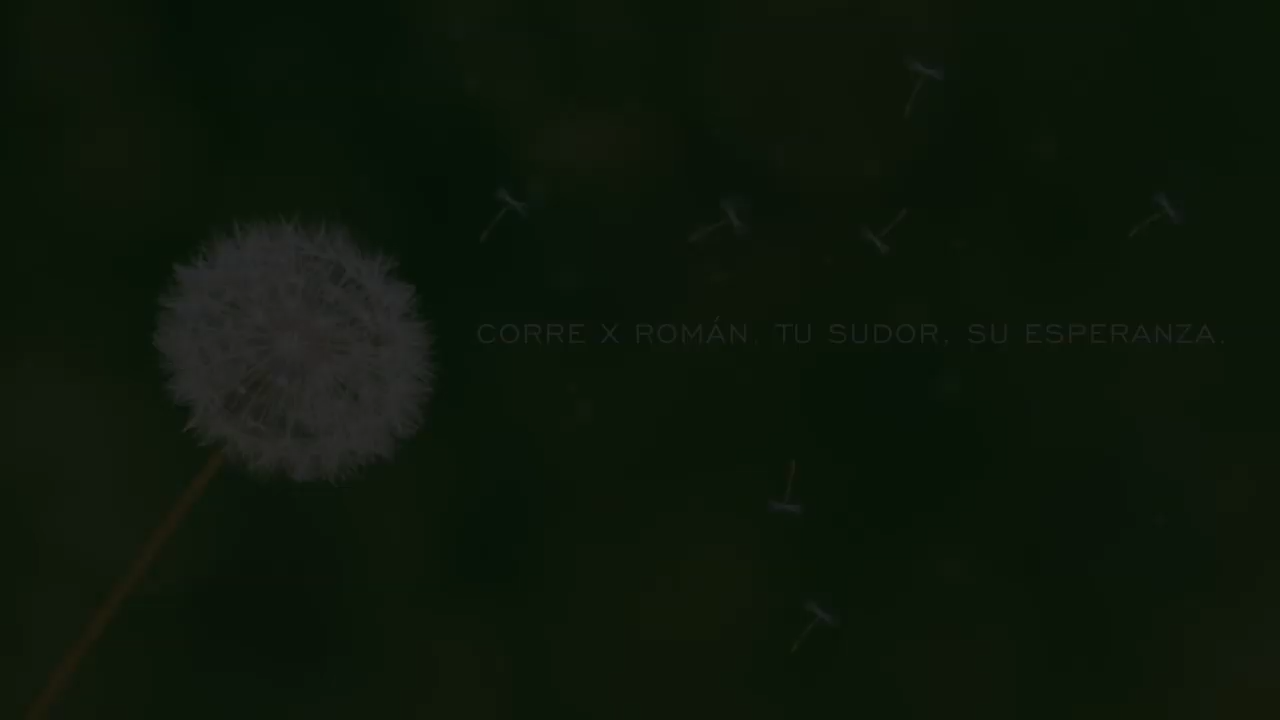 CORRE X ROMÁN. TU SUDOR, SU ESPERANZA.